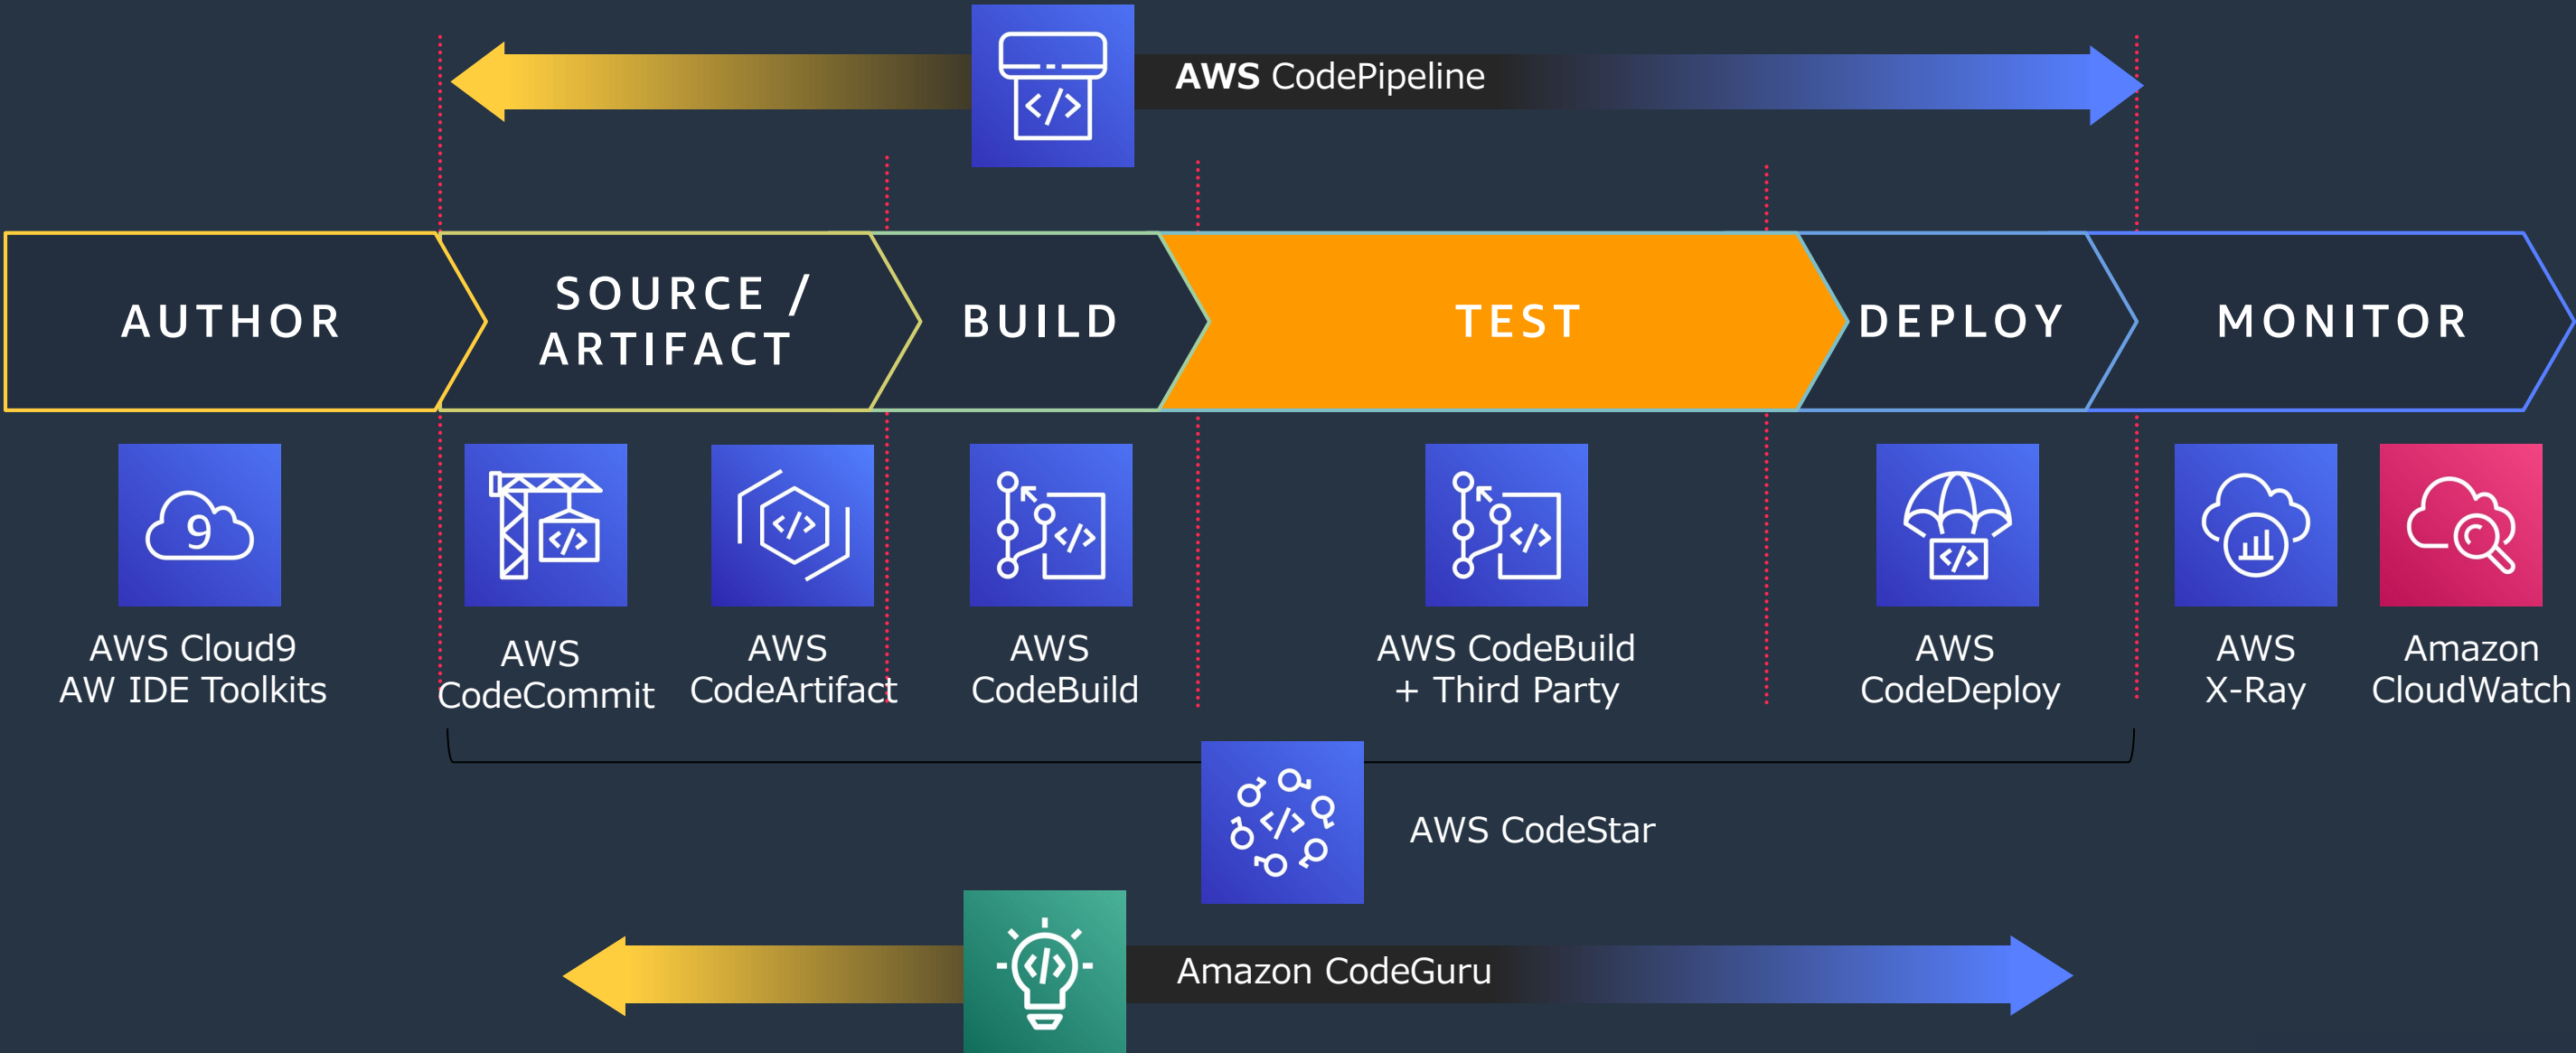 AWS CodePipeline
AUTHOR
SOURCE /
ARTIFACT
BUILD
TEST
DEPLOY
MONITOR
9
</>
AWS Cloud9
AW IDE Toolkits
AWS
CodeCommit
AWS
CodeArtifact
AWS
CodeBuild
AWS CodeBuild
+ Third Party
AWS
CodeDeploy
AWS
X-Ray
Amazon
CloudWatch
AWS CodeStar
Amazon CodeGuru